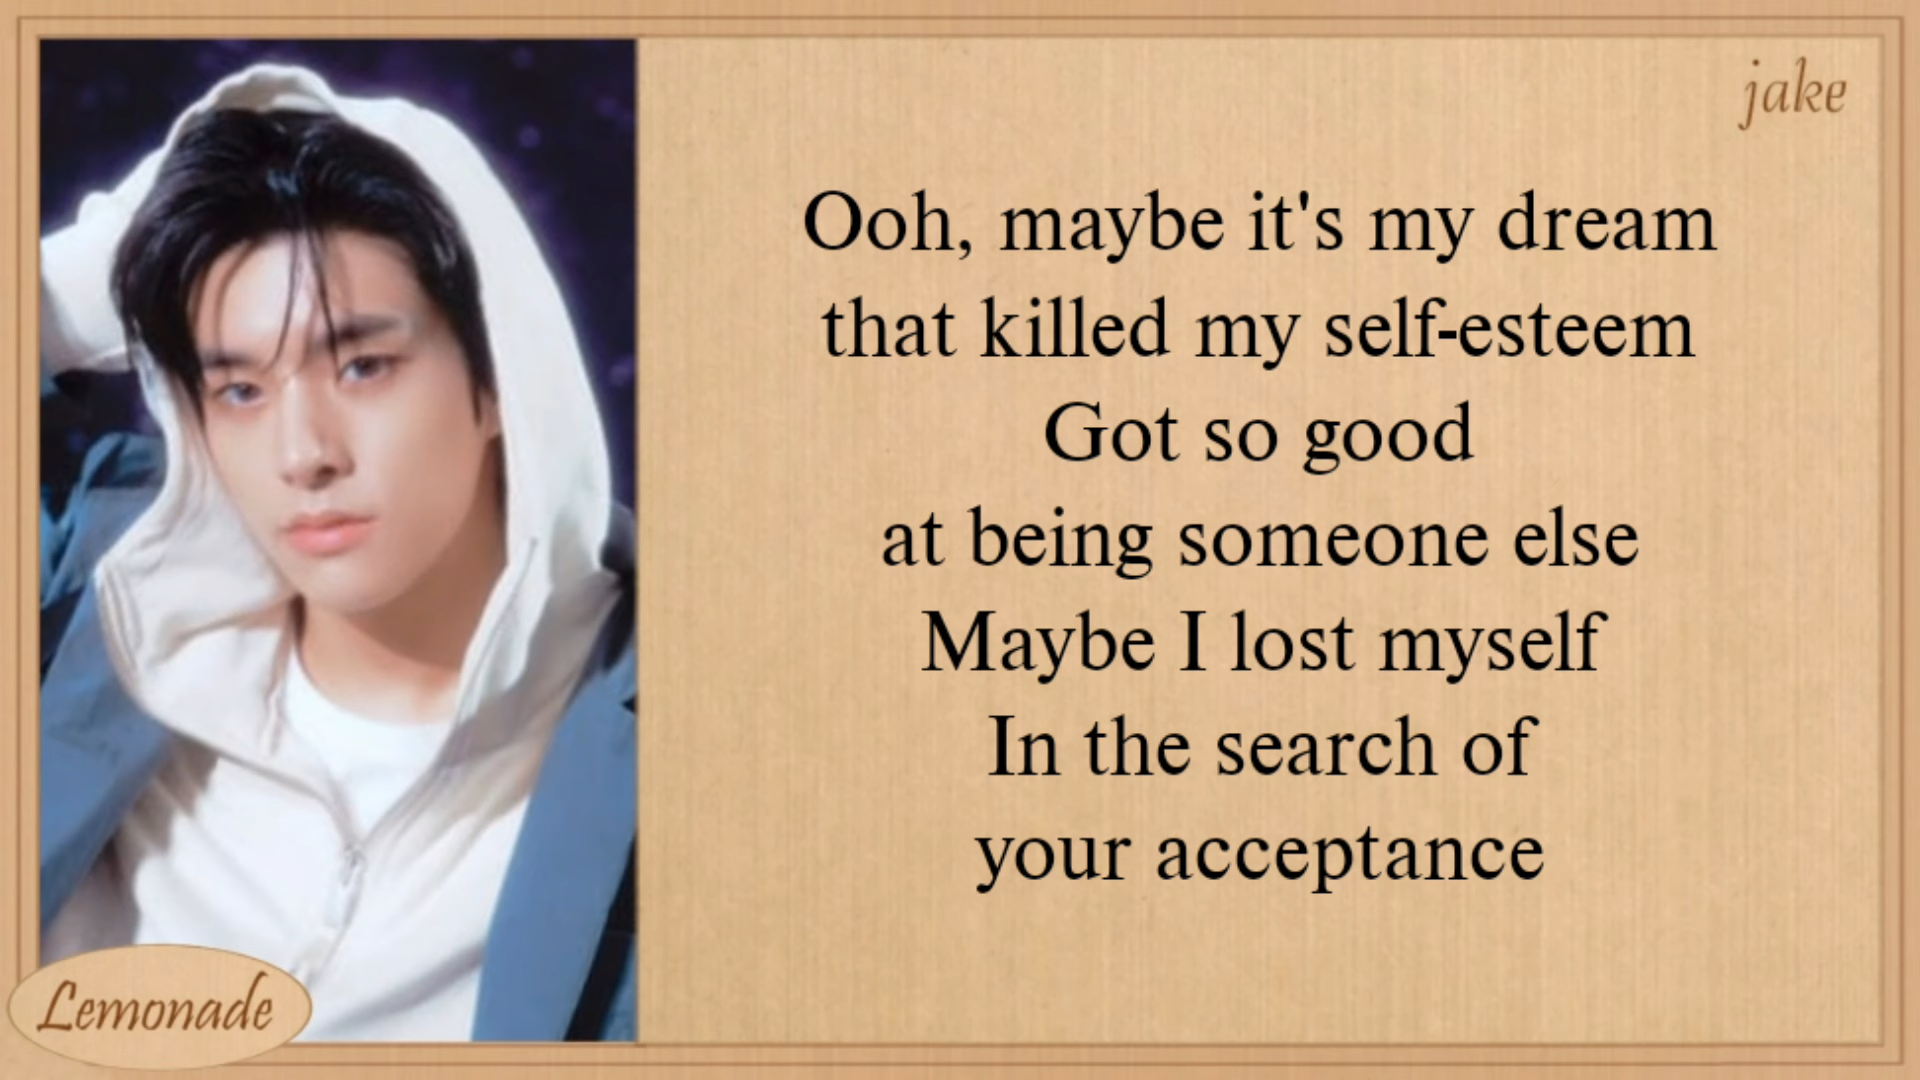 jake
Ooh, maybe it's my dream
that killed my self-esteem
Got so good
at being someone else
Maybe I lost myself
In the search of
your acceptance
Lemonade